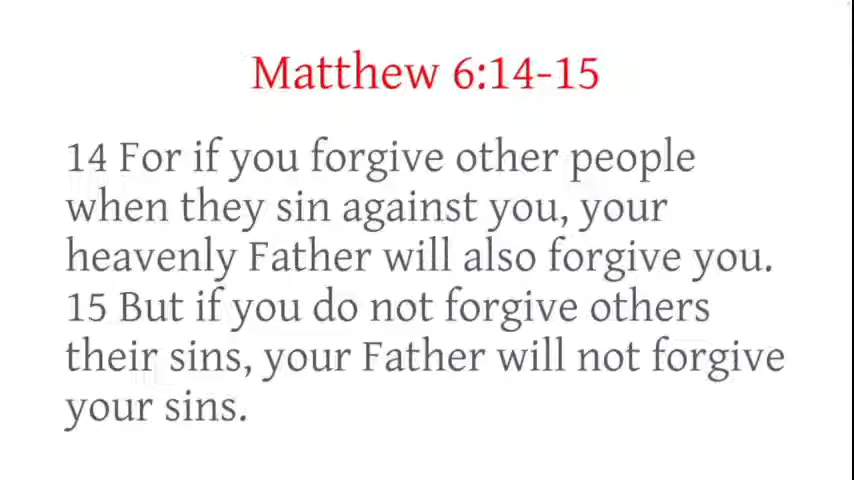 Matthew 6:14-15
14 For if you forgive other people
when they sin against you, your
heavenly Father will also forgive you.
15 But if you do not forgive others
their sins, your Father will not forgive
your sins.